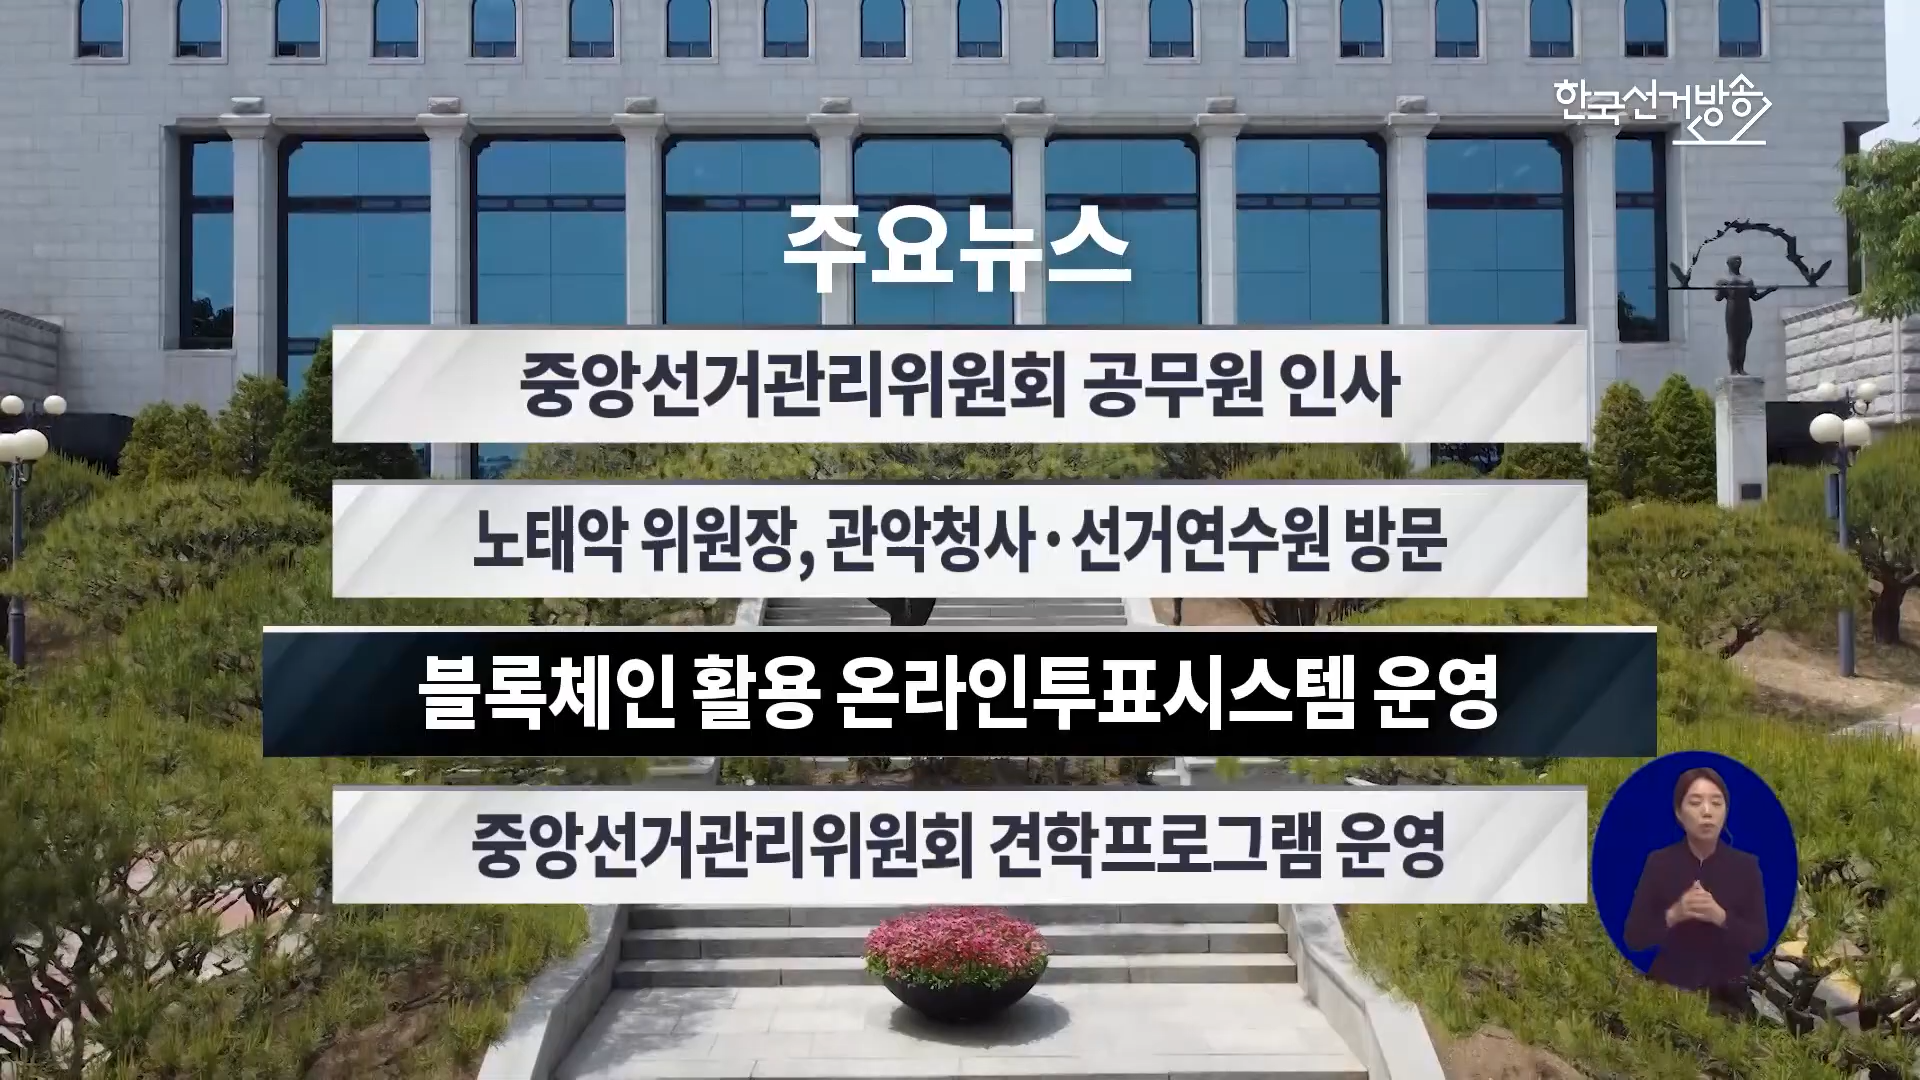 한국선거방송
주요뉴스
중앙선거관리위원회 공무원 인사
노태악 위원장, 관악청사·선거연수원 방문
블록체인 활용 온라인투표시스템 운영
중앙선거관리위원회 견학프로그램 운영